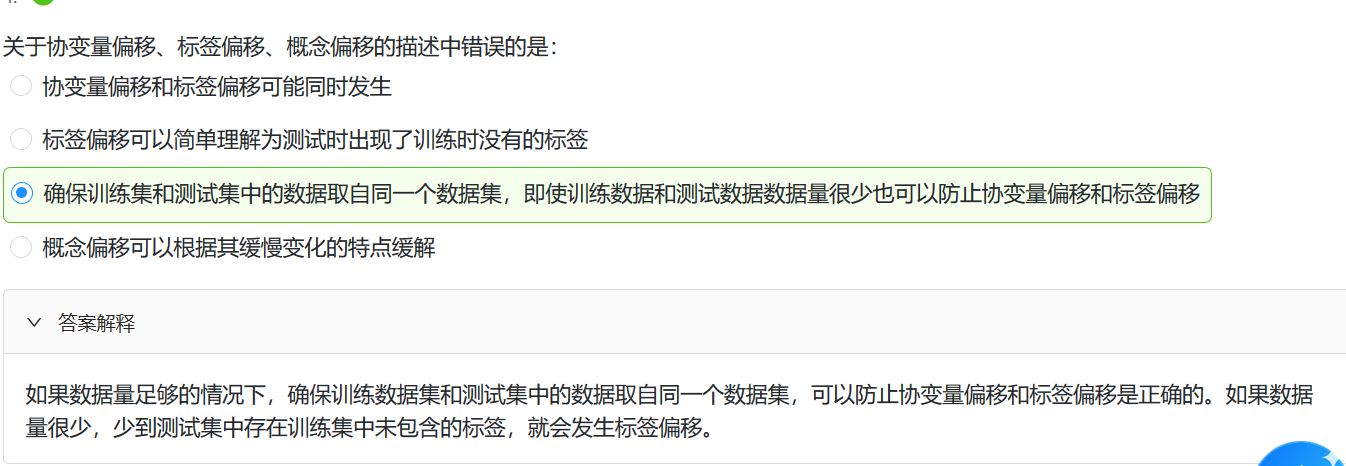 关于协变量偏移、标签偏移、概念偏移的描述中错误的是：
协变量偏移和标签偏移可能同时发生
标签偏移可以简单理解为测试时出现了训练时没有的标签
确保训练集和测试集中的数据取自同一个数据集，即使训练数据和测试数据数据量很少也可以防止协变量偏移和标签偏移
概念偏移可以根据其缓慢变化的特点缓解
答案解释
如果数据量足够的情况下，确保训练数据集和测试集中的数据取自同一个数据集，可以防止协变量偏移和标签偏移是正确的。如果数据
量很少，少到测试集中存在训练集中未包含的标签，就会发生标签偏移。